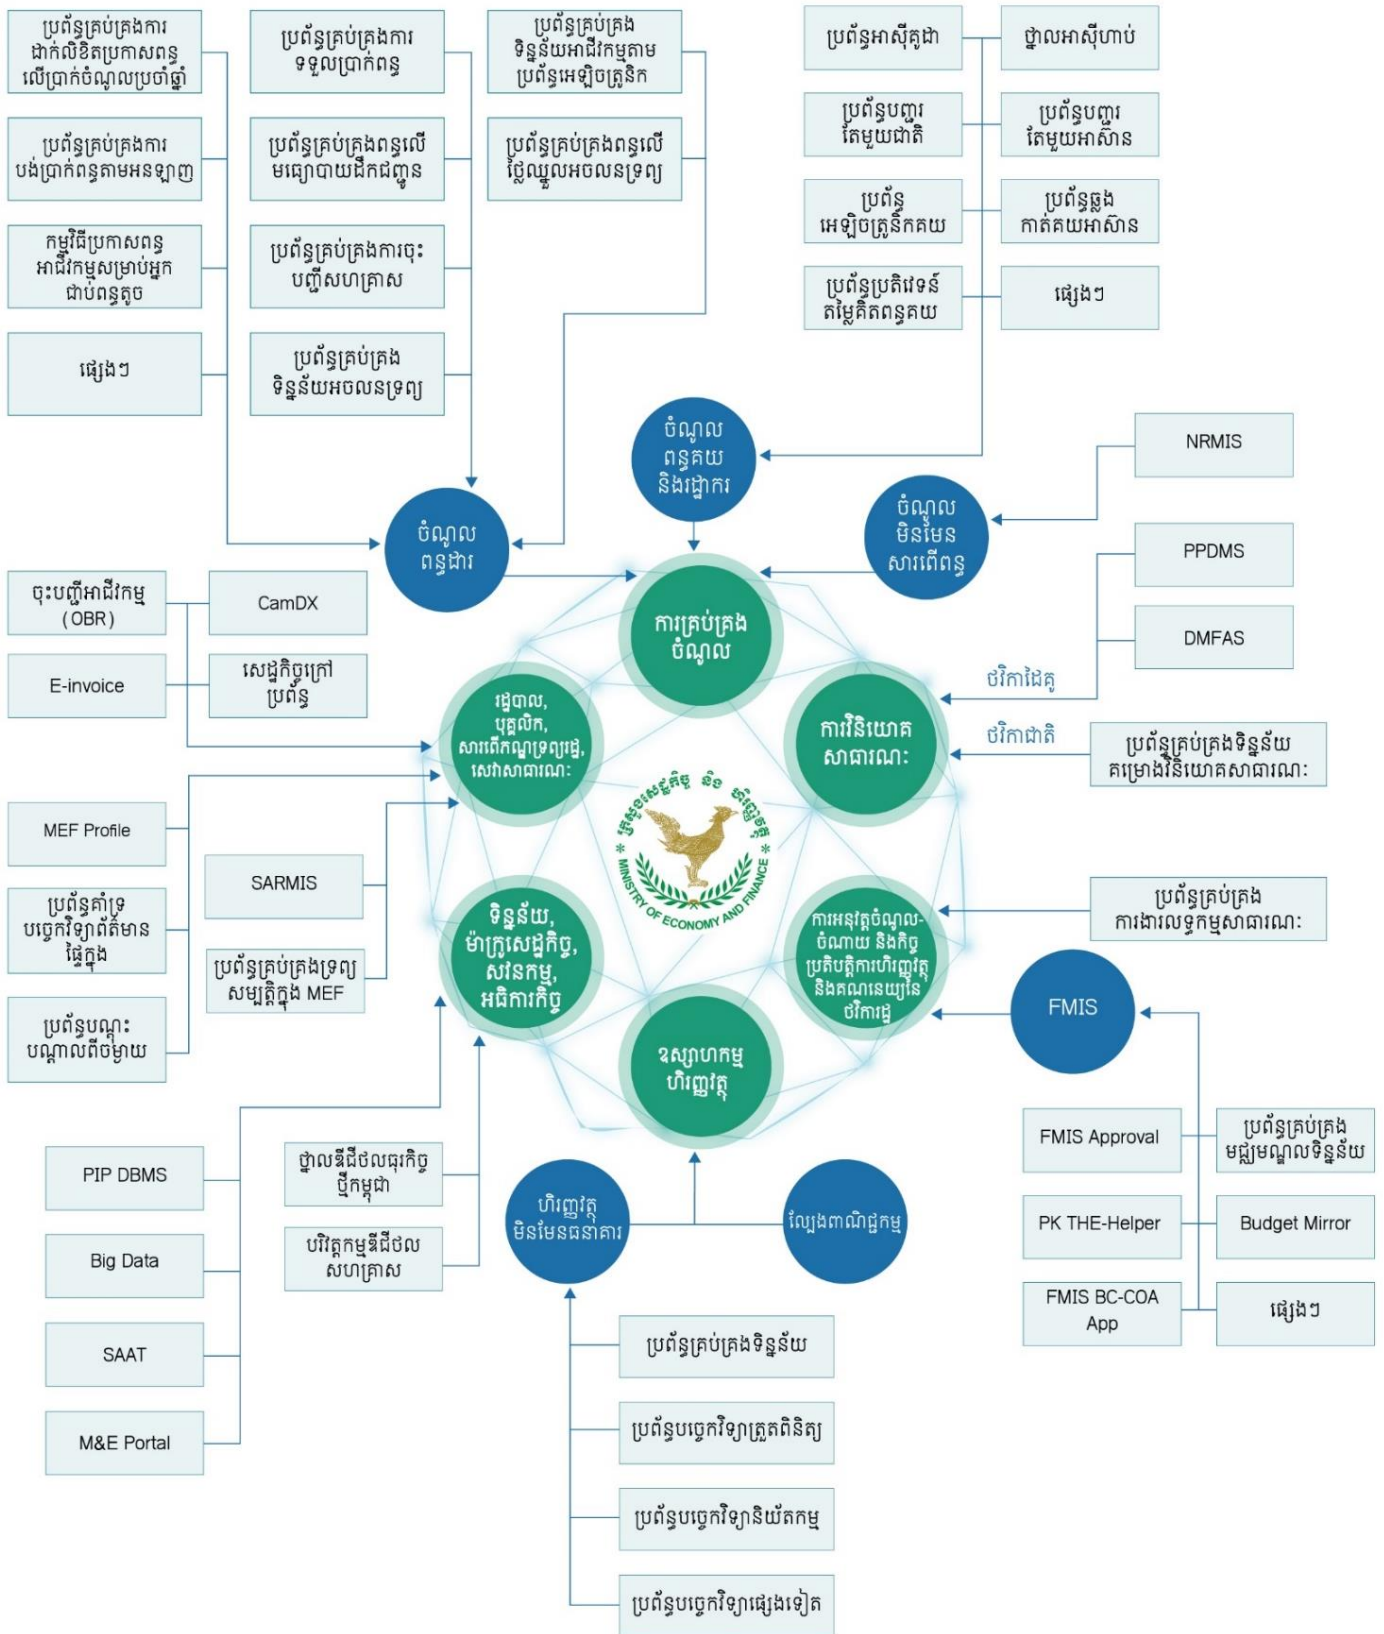 ប្រព័ន្ធគ្រប់គ្រងការ
ដាក់លិខិតប្រកាសពន្ធ
លើប្រាក់ចំណូលប្រចាំឆ្នាំ
ប្រព័ន្ធគ្រប់គ្រងការ
បង់ប្រាក់ពន្ធតាមអនឡាញ
កម្មវិធីប្រកាសពន្ធ
អាជីវកម្មសម្រាប់អ្នក
ជាប់ពន្ធតូច
ផ្សេងៗ
ប្រព័ន្ធគ្រប់គ្រងការ
ទទួលប្រាក់ពន្ធ
ប្រព័ន្ធគ្រប់គ្រងពន្ធលើ
មធ្យោបាយដឹកជញ្ជូន
ប្រព័ន្ធគ្រប់គ្រងការចុះ
បញ្ជីសហគ្រាស
ប្រព័ន្ធគ្រប់គ្រង
ទិន្នន័យអចលនទ្រព្យ
ប្រព័ន្ធគ្រប់គ្រង
ទិន្នន័យអាជីវកម្មតាម
ប្រព័ន្ធអេឡិចត្រូនិក
ប្រព័ន្ធគ្រប់គ្រងពន្ធលើ
ថ្លៃឈ្នួលអចលនទ្រព្យ
ប្រព័ន្ធអាស៊ីគូដា
ថ្នាលអាស៊ីហាប់
ប្រព័ន្ធបញ្ជរ
តែមួយជាតិ
ប្រព័ន្ធបញ្ជរ
តែមួយអាស៊ាន
ប្រព័ន្ធ
អេឡិចត្រូនិកគយ
ប្រព័ន្ធឆ្លង
កាត់គយអាស៊ាន
ប្រព័ន្ធប្រតិវេទន៍
តម្លៃគិតពន្ធគយ
ផ្សេងៗ
ចំណូល
ពន្ធដារ
ចំណូល
ពន្ធគយ
និងរដ្ឋាករ
ចំណូល
មិនមែន
សារពើពន្ធ
NRMIS
PPDMS
DMFAS
ថវិកាដៃគូ
ថវិកាជាតិ
ប្រព័ន្ធគ្រប់គ្រងទិន្នន័យ
គម្រោងវិនិយោគសាធារណៈ
ចុះបញ្ជីអាជីវកម្ម
(OBR)
CamDX
E-invoice
សេដ្ឋកិច្ចក្រៅ
ប្រព័ន្ធ
ការគ្រប់គ្រង
ចំណូល
រដ្ឋបាល,
បុគ្គលិក,
សារពើភណ្ឌទ្រព្យរដ្ឋ,
សេវាសាធារណៈ
ការវិនិយោគ
សាធារណៈ
ក្រសួងសេដ្ឋកិច្ច និង ហិរញ្ញវត្ថុ
MINISTRY OF ECONOMY AND FINANCE
MEF Profile
ប្រព័ន្ធគាំទ្រ
បច្ចេកវិទ្យាព័ត៌មាន
ផ្ទៃក្នុង
ប្រព័ន្ធបណ្តុះ
បណ្តាលពីចម្ងាយ
SARMIS
ប្រព័ន្ធគ្រប់គ្រងទ្រព្យ
សម្បត្តិក្នុង MEF
ទិន្នន័យ,
ម៉ាក្រូសេដ្ឋកិច្ច,
សវនកម្ម,
អធិការកិច្ច
ការអនុវត្តចំណូល-
ចំណាយ និងកិច្ច
ប្រតិបត្តិការហិរញ្ញវត្ថុ
និងគណនេយ្យនៃ
ថវិការដ្ឋ
ប្រព័ន្ធគ្រប់គ្រង
ការងារលទ្ធកម្មសាធារណៈ
FMIS
ឧស្សាហកម្ម
ហិរញ្ញវត្ថុ
PIP DBMS
Big Data
SAAT
M&E Portal
ថ្នាលឌីជីថលធុរកិច្ច
ថ្មីកម្ពុជា
បរិវត្តកម្មឌីជីថល
សហគ្រាស
ហិរញ្ញវត្ថុ
មិនមែនធនាគារ
ល្បែងពាណិជ្ជកម្ម
FMIS Approval
ប្រព័ន្ធគ្រប់គ្រង
មជ្ឈមណ្ឌលទិន្នន័យ
PK THE-Helper
Budget Mirror
FMIS BC-COA
App
ផ្សេងៗ
ប្រព័ន្ធគ្រប់គ្រងទិន្នន័យ
ប្រព័ន្ធបច្ចេកវិទ្យាត្រួតពិនិត្យ
ប្រព័ន្ធបច្ចេកវិទ្យានិយ័តកម្ម
ប្រព័ន្ធបច្ចេកវិទ្យាផ្សេងទៀត